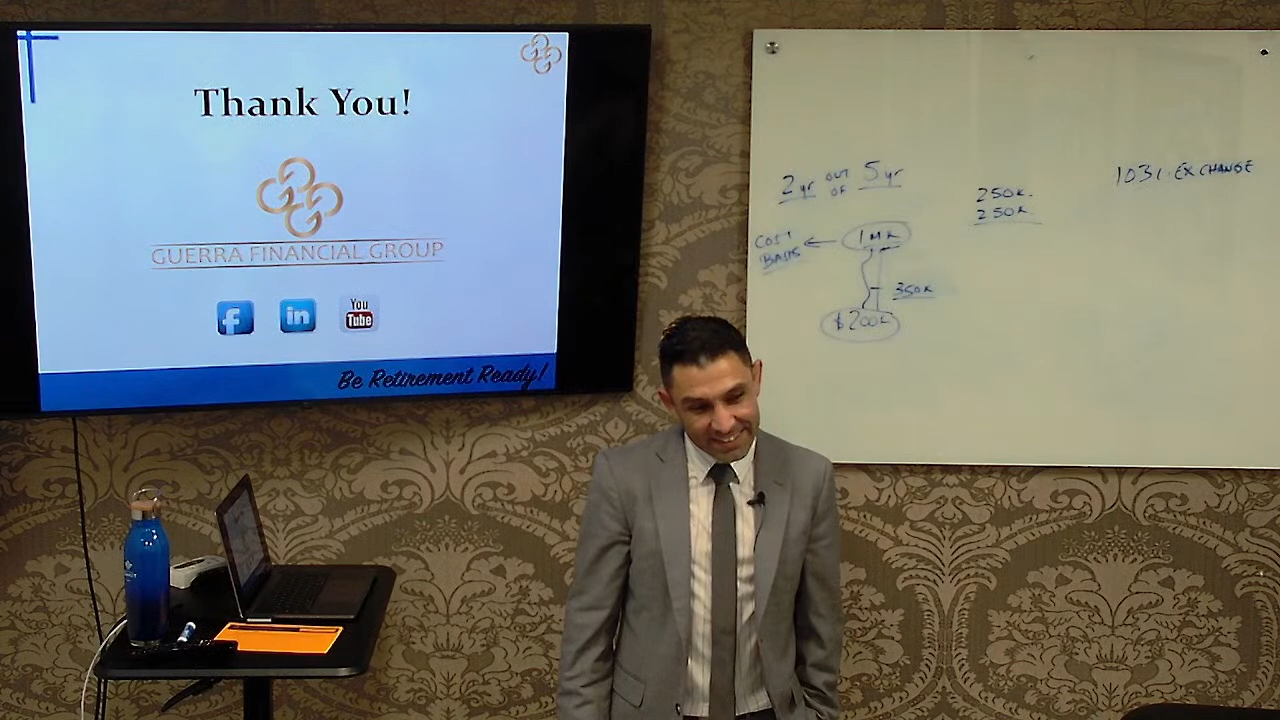 Thank You!
GUERRA FINANCIAL GROUP
f
in
You
Tube
Be Retirement Ready!
2yr OUT OF 5yr
COST BASIS
1MK
350K
$200K
250K
250K
1031 EXCHANGE